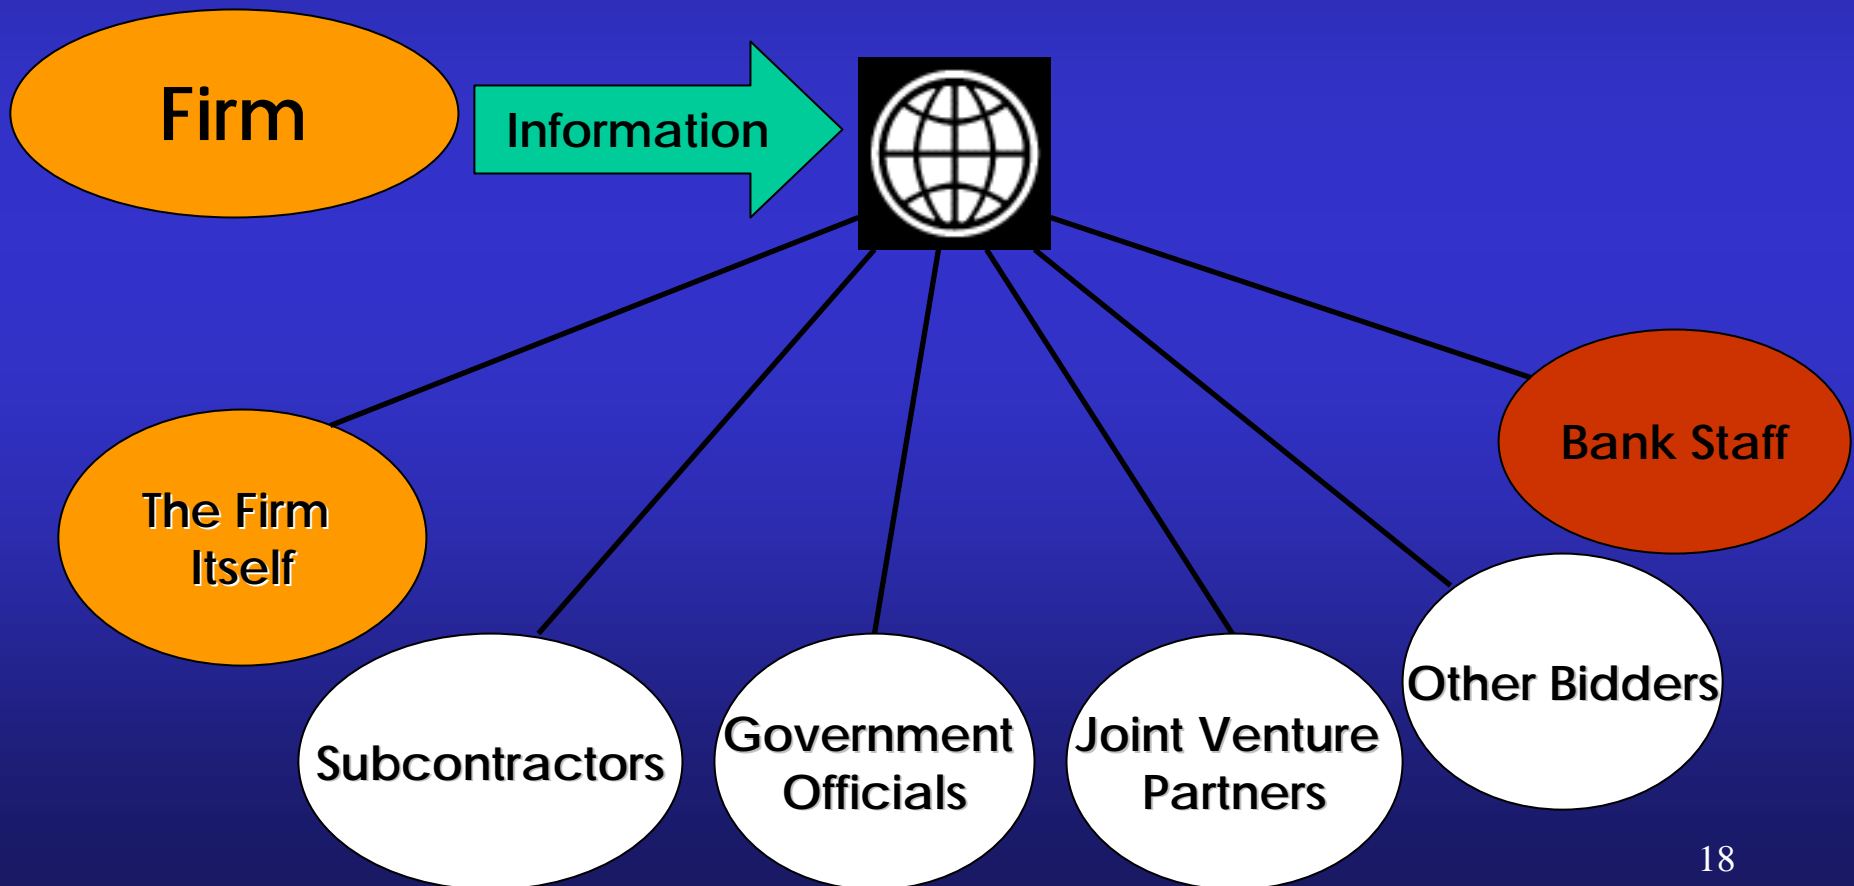 Firm
Information
Bank Staff
The Firm
Itself
Other Bidders
Subcontractors
Government
Officials
Joint Venture
Partners
18